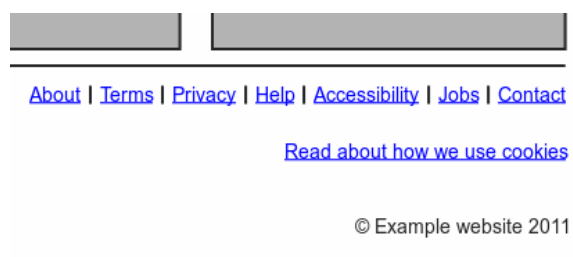 About | Terms | Privacy | Help | Accessibility | Jobs | Contact
Read about how we use cookies
© Example website 2011